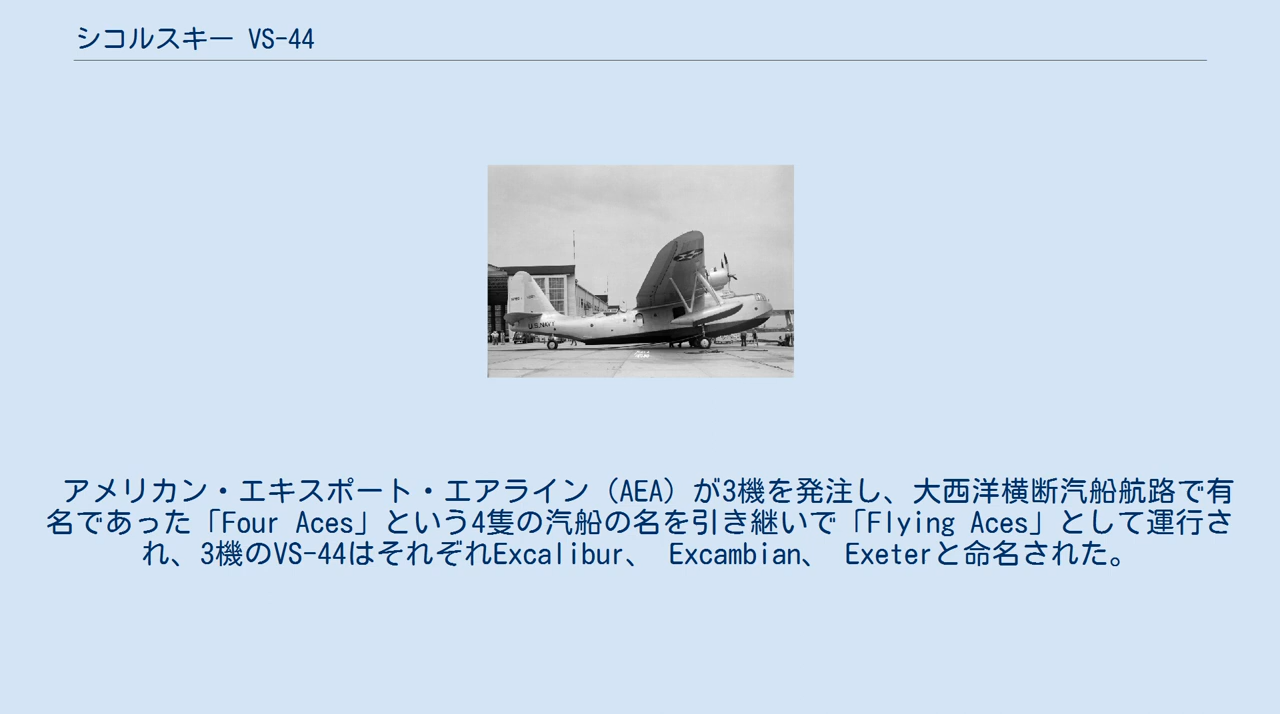 シコルスキー VS-44
U.S.NAVY
アメリカン・エキスポート・エアライン（AEA）が3機を発注し、大西洋横断汽船航路で有
名であった「Four Aces」という4隻の汽船の名を引き継いで「Flying Aces」として運行さ
れ、3機のVS-44はそれぞれExcalibur、 Excambian、 Exeterと命名された。